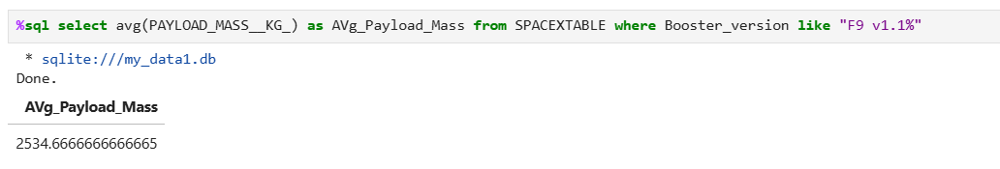 %sql select avg(PAYLOAD_MASS__KG_) as AVg_Payload_Mass from SPACEXTABLE where Booster_version like "F9 v1.1%"
* sqlite:///my_data1.db
Done.
AVg_Payload_Mass
2534.6666666666665